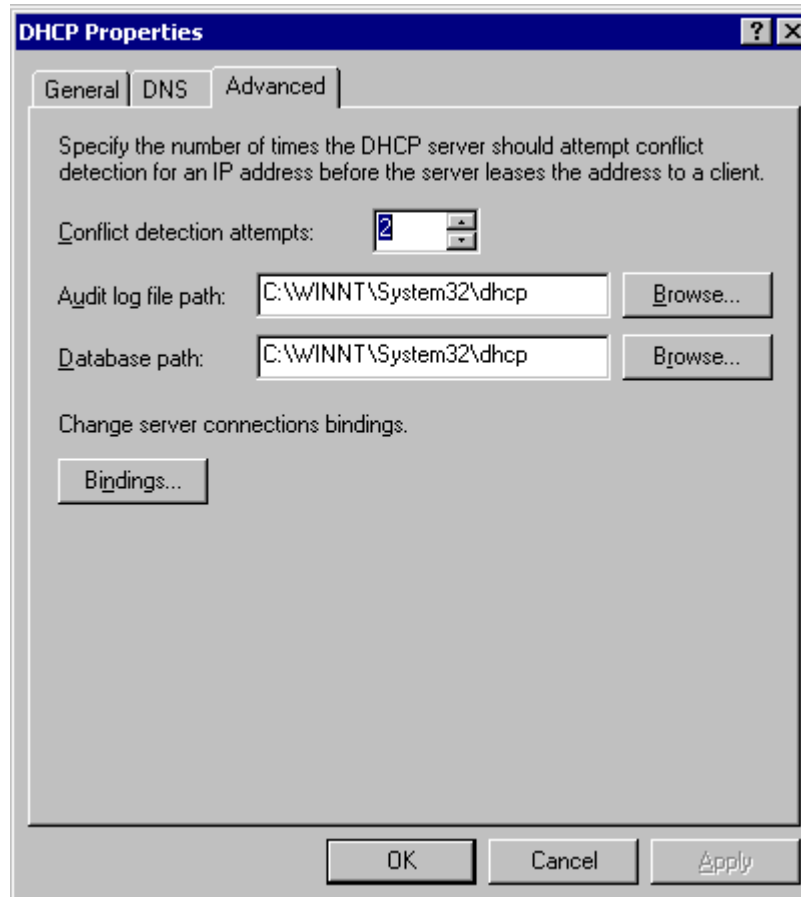 DHCP Properties
General DNS Advanced
Specify the number of times the DHCP server should attempt conflict
detection for an IP address before the server leases the address to a client.
Conflict detection attempts: 2
Audit log file path: C:\WINNT\System32\dhcp Browse...
Database path: C:\WINNT\System32\dhcp Browse...
Change server connections bindings.
Bindings...
OK Cancel Apply